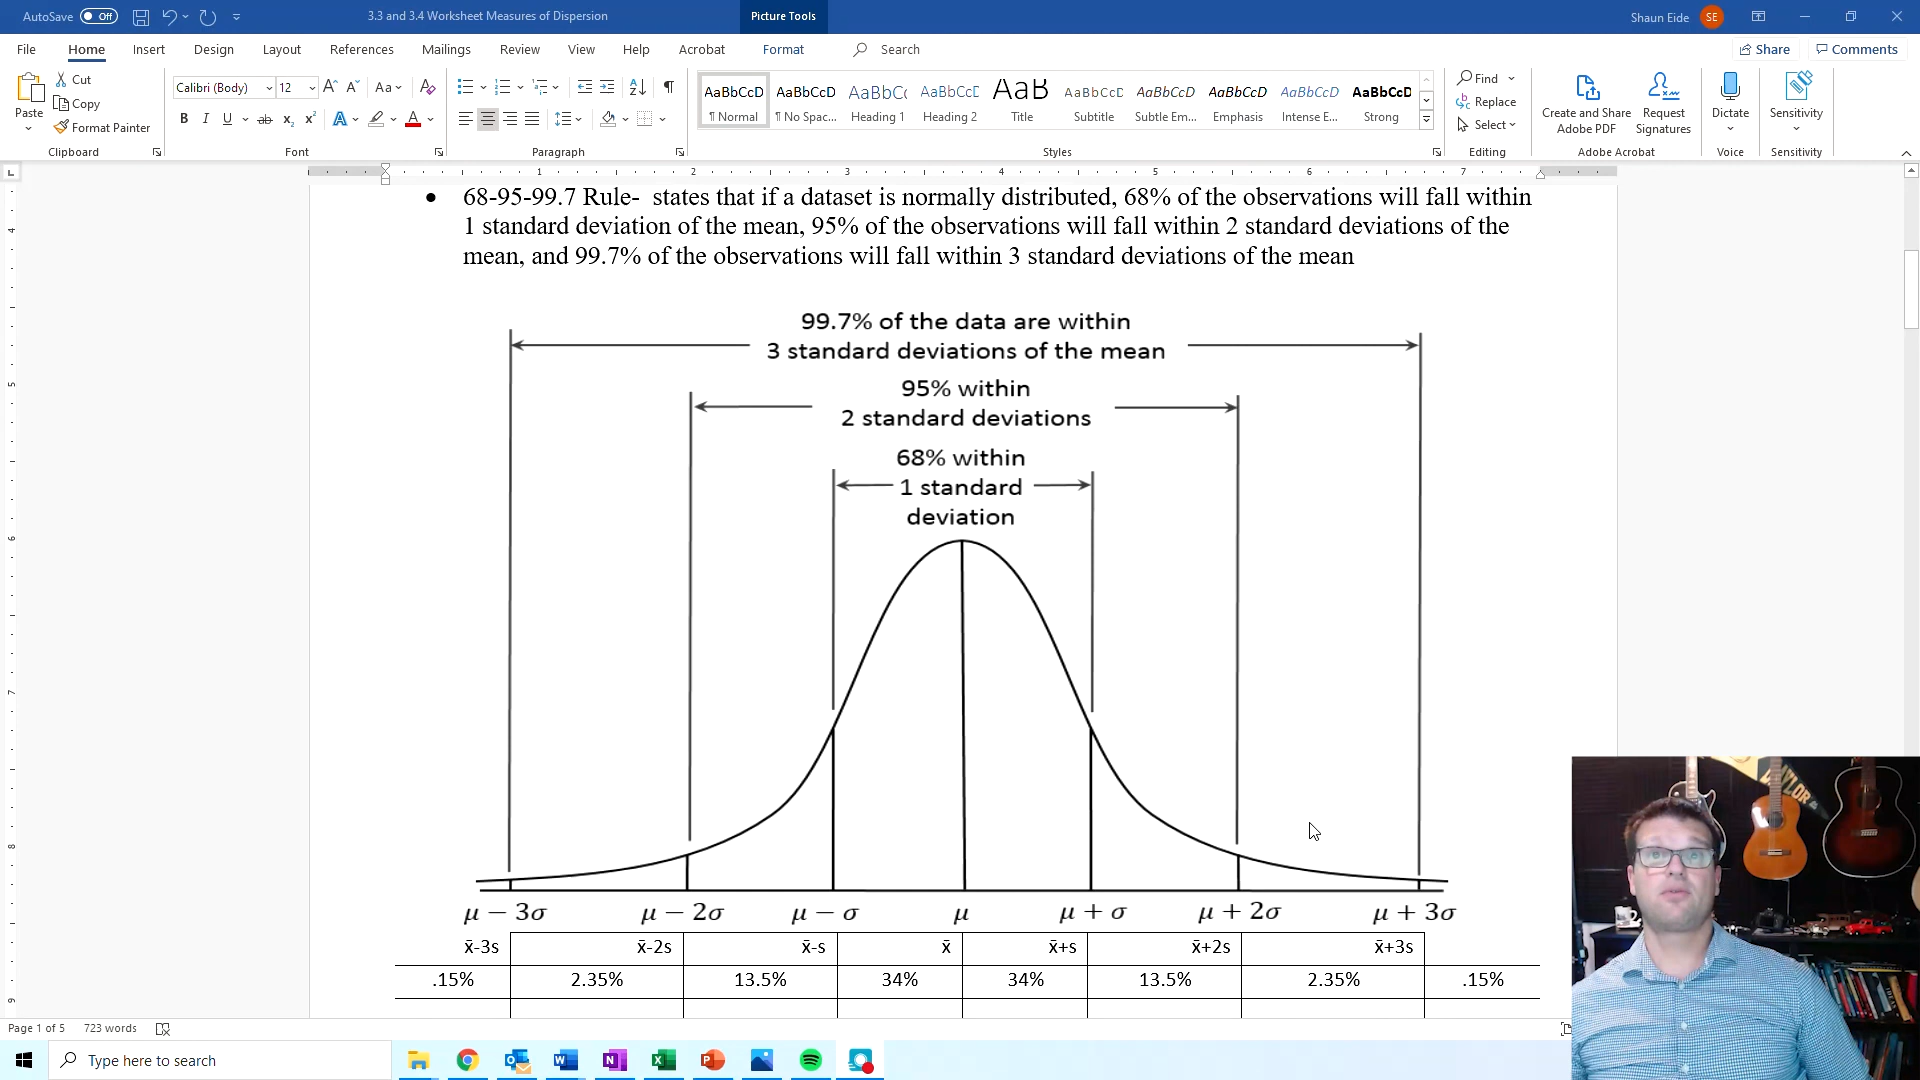 AutoSave Off 3.3 and 3.4 Worksheet Measures of Dispersion Picture Tools Shaun Eide SE
File Home Insert Design Layout References Mailings Review View Help Acrobat Format Search Share Comments
Paste Cut Copy Format Painter
Calibri (Body) 12
AaBbCcD AaBbCcD AaBbCc AaBbCcD AaB AaBbCcD AaBbCcD AaBbCcD AaBbCcD AaBbCcD
¶ Normal ¶ No Spac... Heading 1 Heading 2 Title Subtitle Subtle Em... Emphasis Intense E... Strong
Find Replace Select
Create and Share Adobe PDF Request Signatures Dictate Sensitivity
Clipboard Font Paragraph Styles Editing Adobe Acrobat Voice Sensitivity
1 2 3 4 5 6 7
• 68-95-99.7 Rule- states that if a dataset is normally distributed, 68% of the observations will fall within
1 standard deviation of the mean, 95% of the observations will fall within 2 standard deviations of the
mean, and 99.7% of the observations will fall within 3 standard deviations of the mean
99.7% of the data are within
3 standard deviations of the mean
95% within
2 standard deviations
68% within
1 standard
deviation
μ − 3σ μ − 2σ μ − σ μ μ + σ μ + 2σ μ + 3σ
x̄-3s x̄-2s x̄-s x̄ x̄+s x̄+2s x̄+3s
.15% 2.35% 13.5% 34% 34% 13.5% 2.35% .15%
Page 1 of 5 723 words
Type here to search